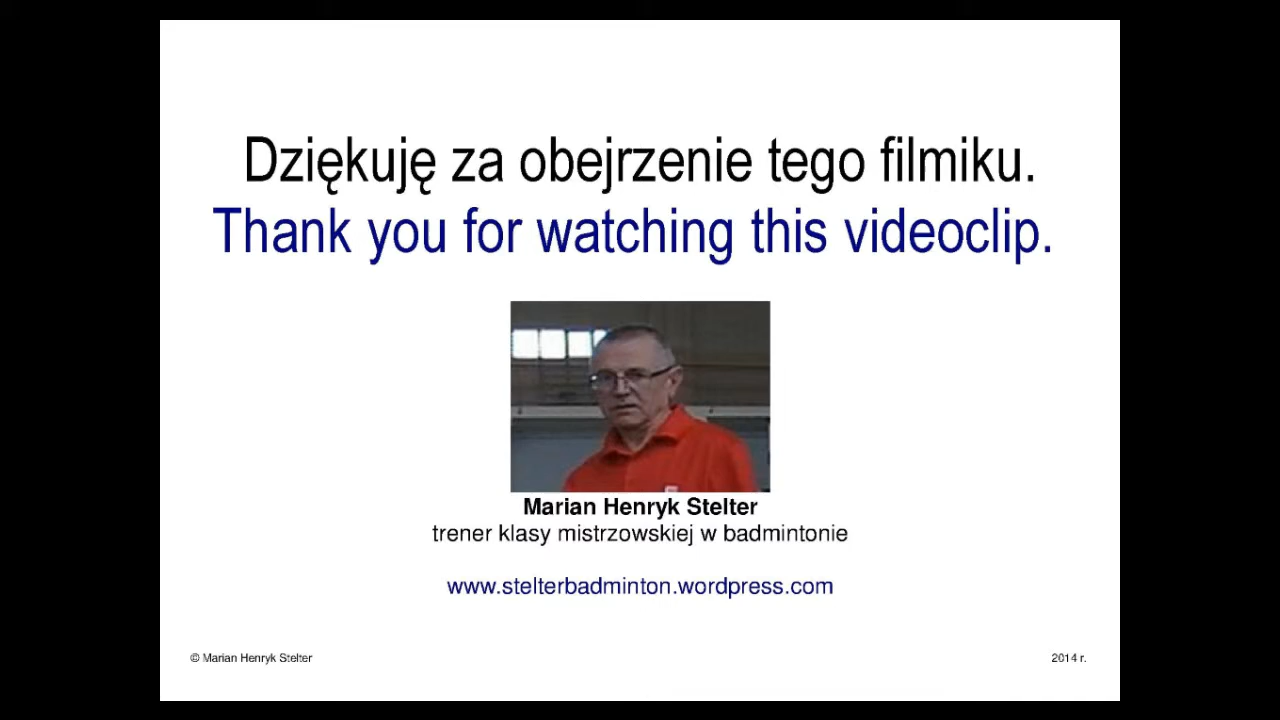 Dziękuję za obejrzenie tego filmiku.
Thank you for watching this videoclip.
Marian Henryk Stelter
trener klasy mistrzowskiej w badmintonie
www.stelterbadminton.wordpress.com
© Marian Henryk Stelter
2014 r.